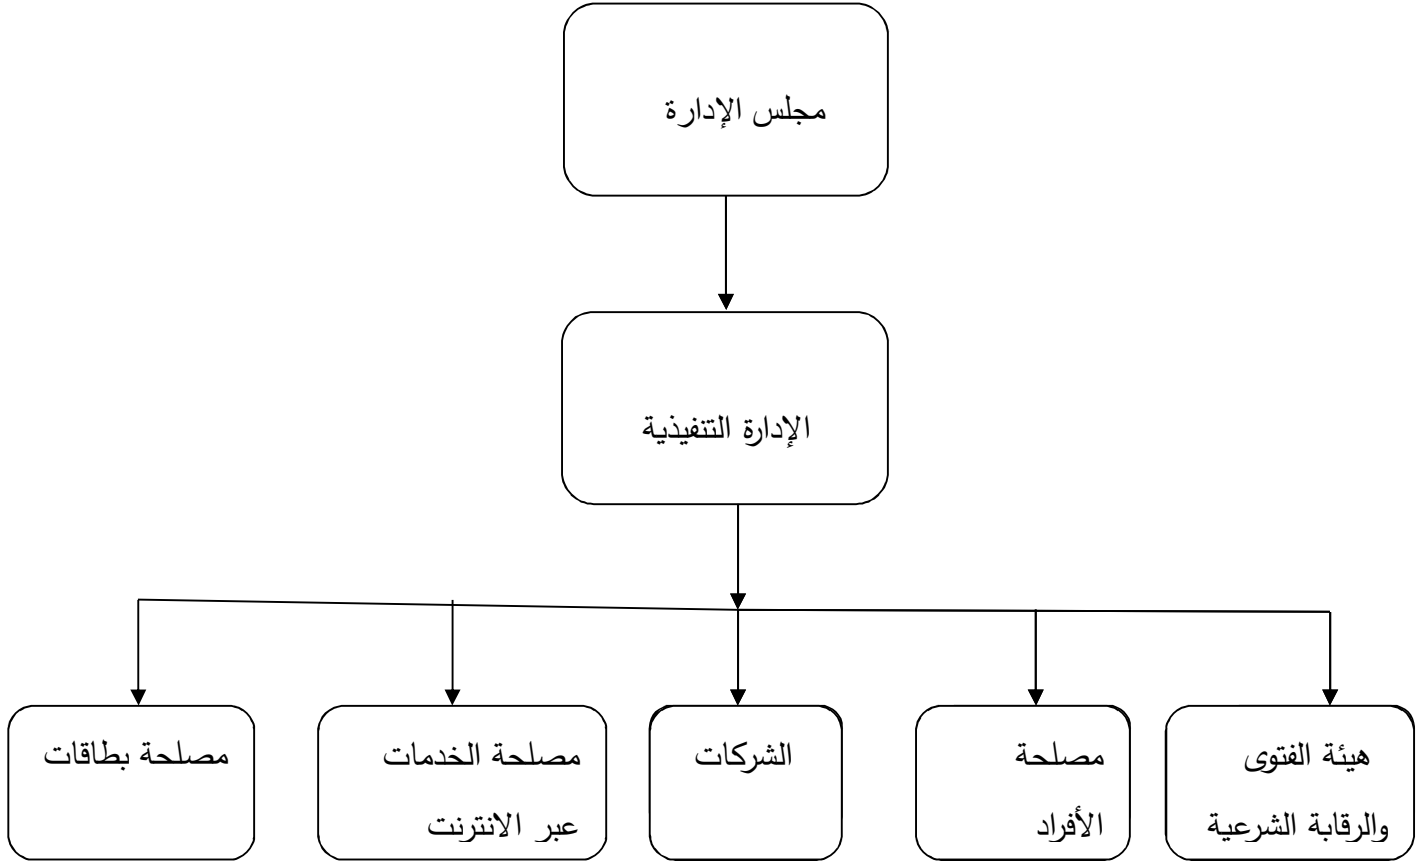 مجلس الإدارة
الإدارة التنفيذية
هيئة الفتوى
والرقابة الشرعية
مصلحة
الأفراد
الشركات
مصلحة الخدمات
عبر الانترنت
مصلحة بطاقات